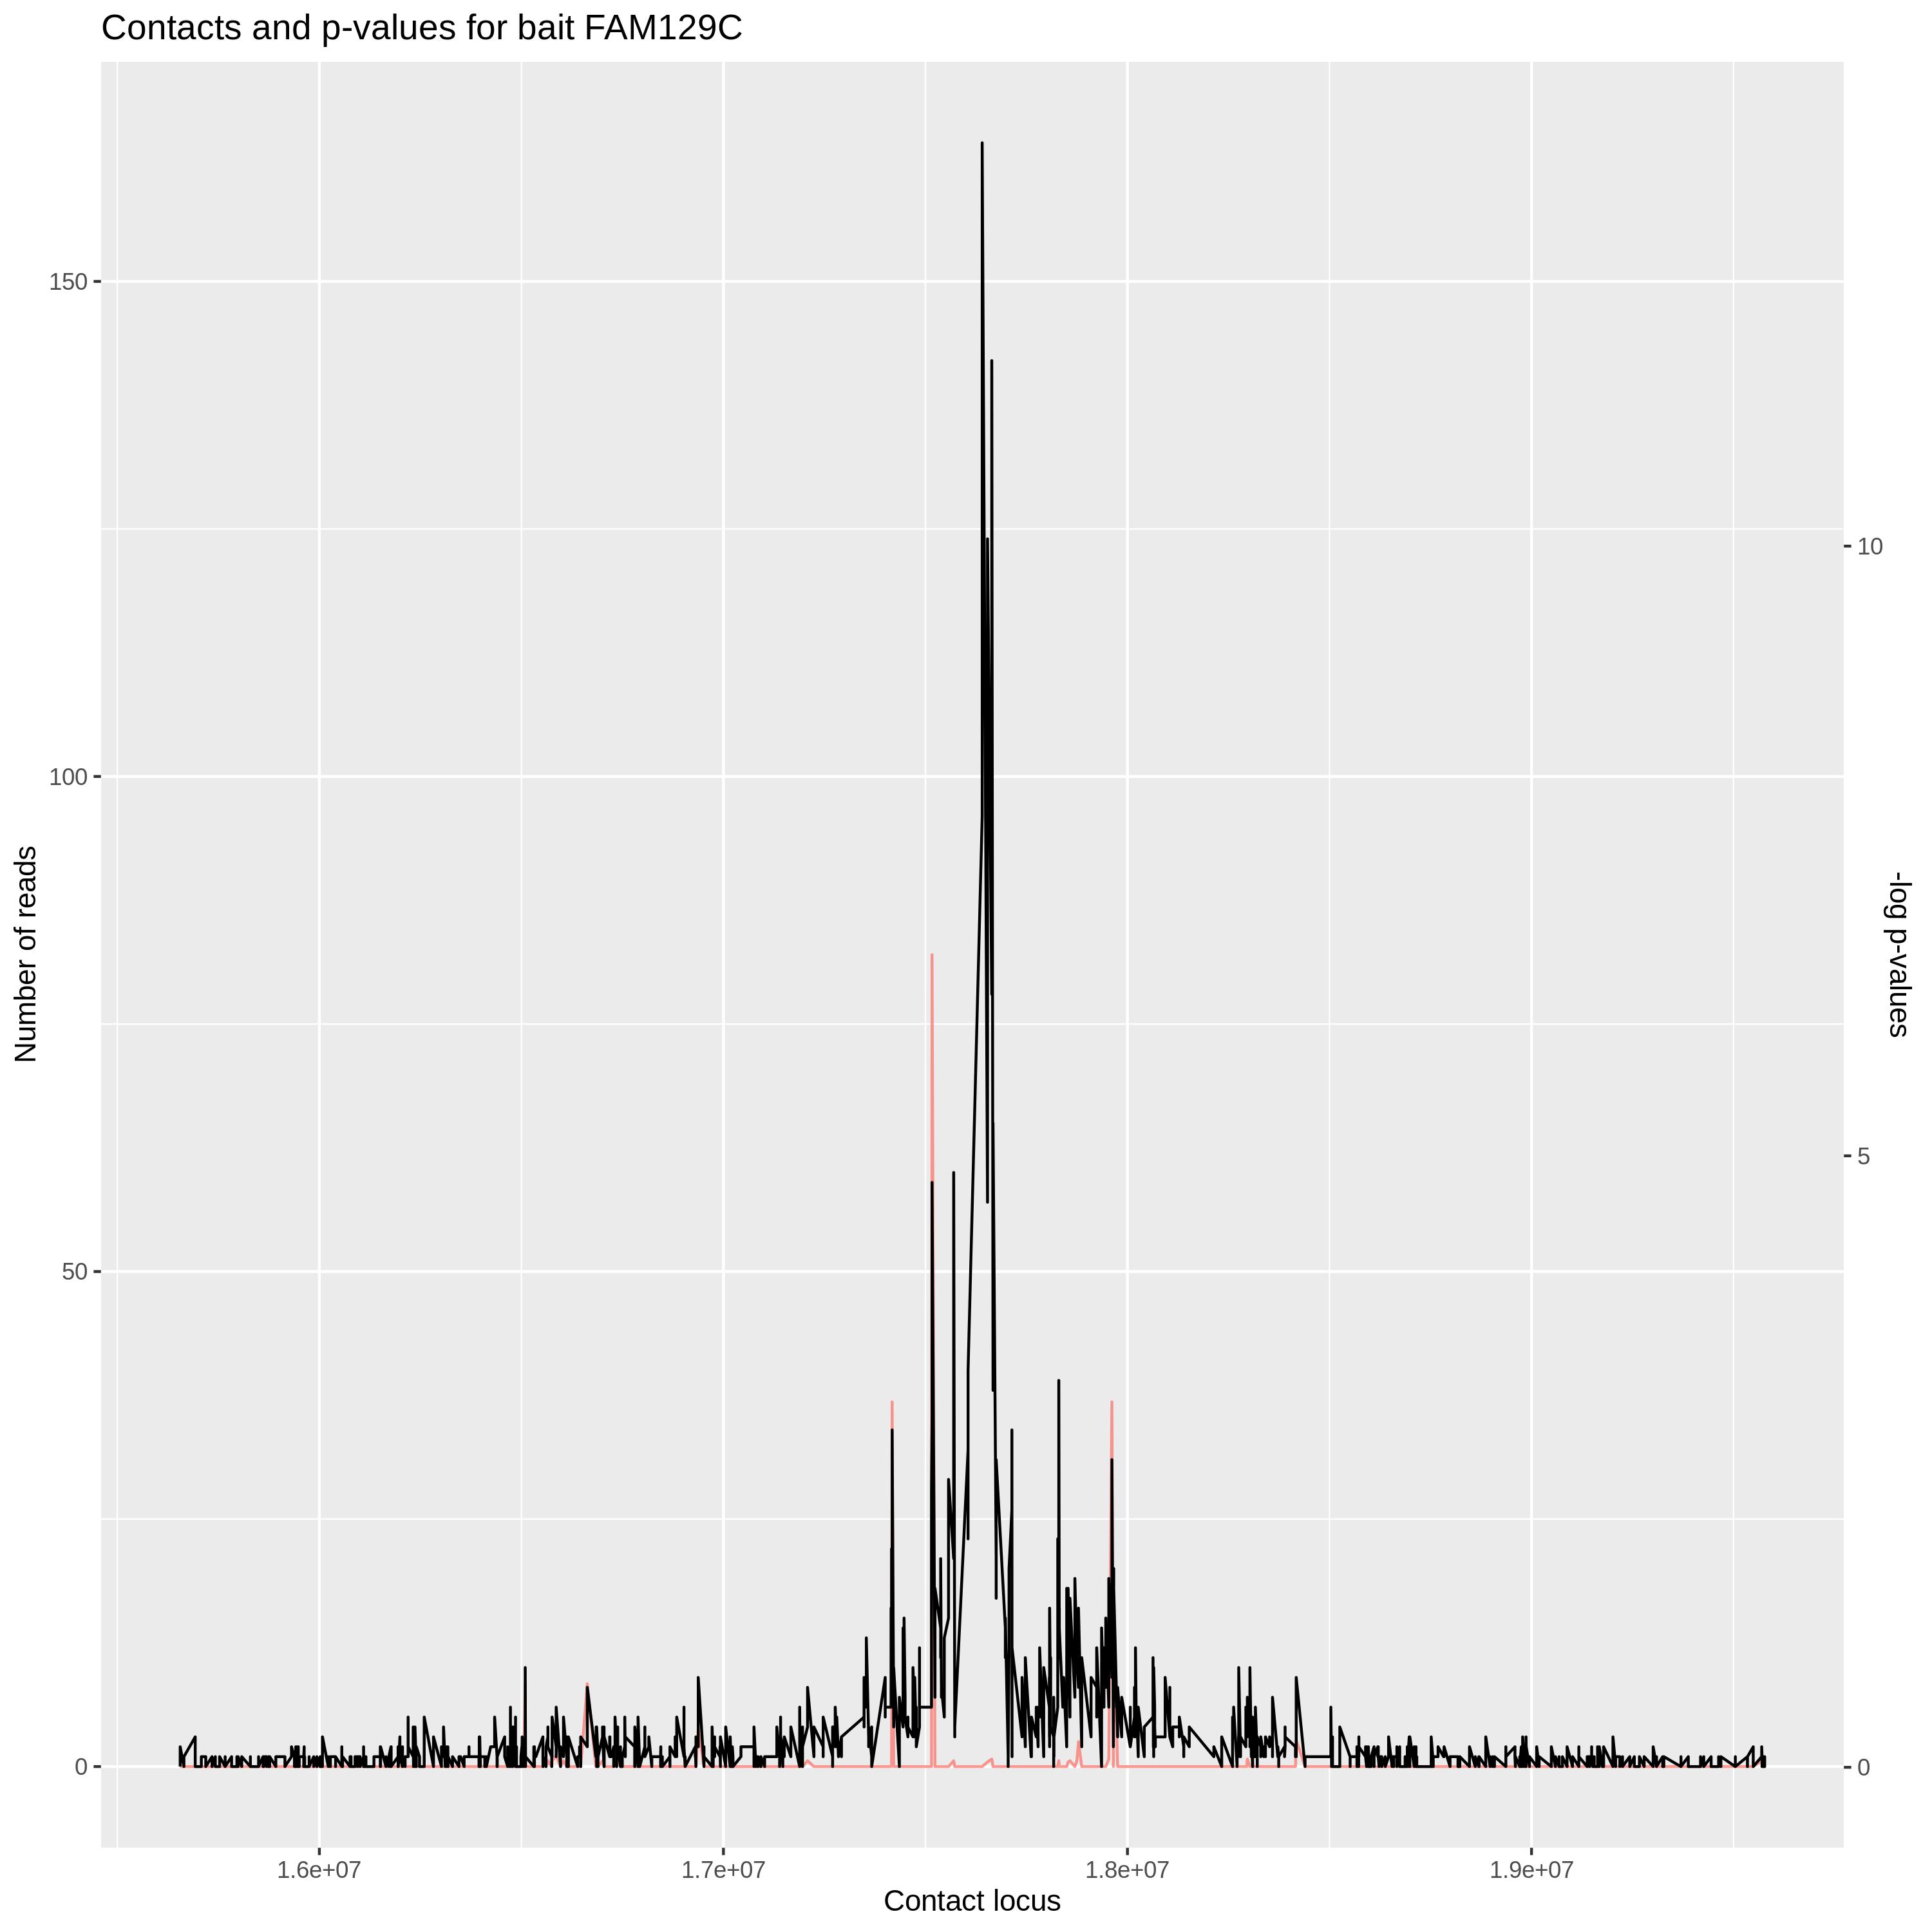 Contacts and p-values for bait FAM129C
150
100
50
0
10
5
0
Number of reads
-log p-values
1.6e+07 1.7e+07 1.8e+07 1.9e+07
Contact locus